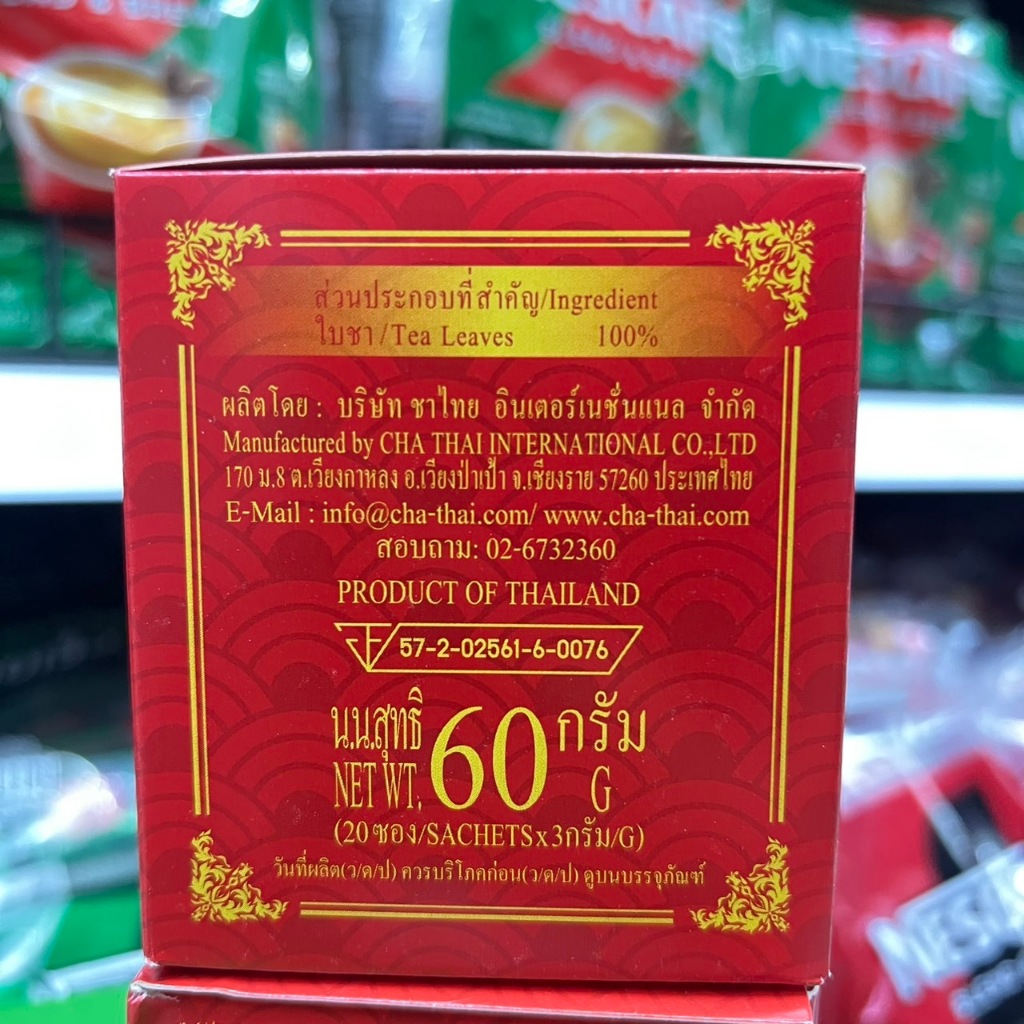 ส่วนประกอบที่สำคัญ/Ingredient
ใบชา/Tea Leaves 100%
ผลิตโดย : บริษัท ชาไทย อินเตอร์เนชั่นแนล จำกัด
Manufactured by CHA THAI INTERNATIONAL CO.,LTD
170 ม.8 ต.เวียงกาหลง อ.เวียงป่าเป้า จ.เชียงราย 57260 ประเทศไทย
E-Mail : info@cha-thai.com/ www.cha-thai.com
สอบถาม: 02-6732360
PRODUCT OF THAILAND
57-2-02561-6-0076
น.น.สุทธิ 60 กรัม
NET WT. G
(20ซอง/SACHETSx3กรัม/G)
วันที่ผลิต(ว/ด/ป) ควรบริโภคก่อน(ว/ด/ป) ดูบนบรรจุภัณฑ์